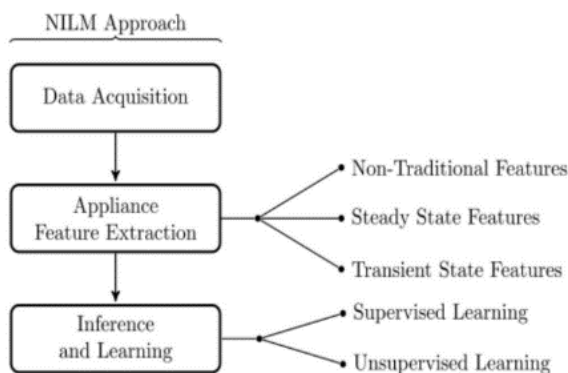 NILM Approach
Data Acquisition
Appliance
Feature Extraction
Non-Traditional Features
Steady State Features
Transient State Features
Inference
and Learning
Supervised Learning
Unsupervised Learning